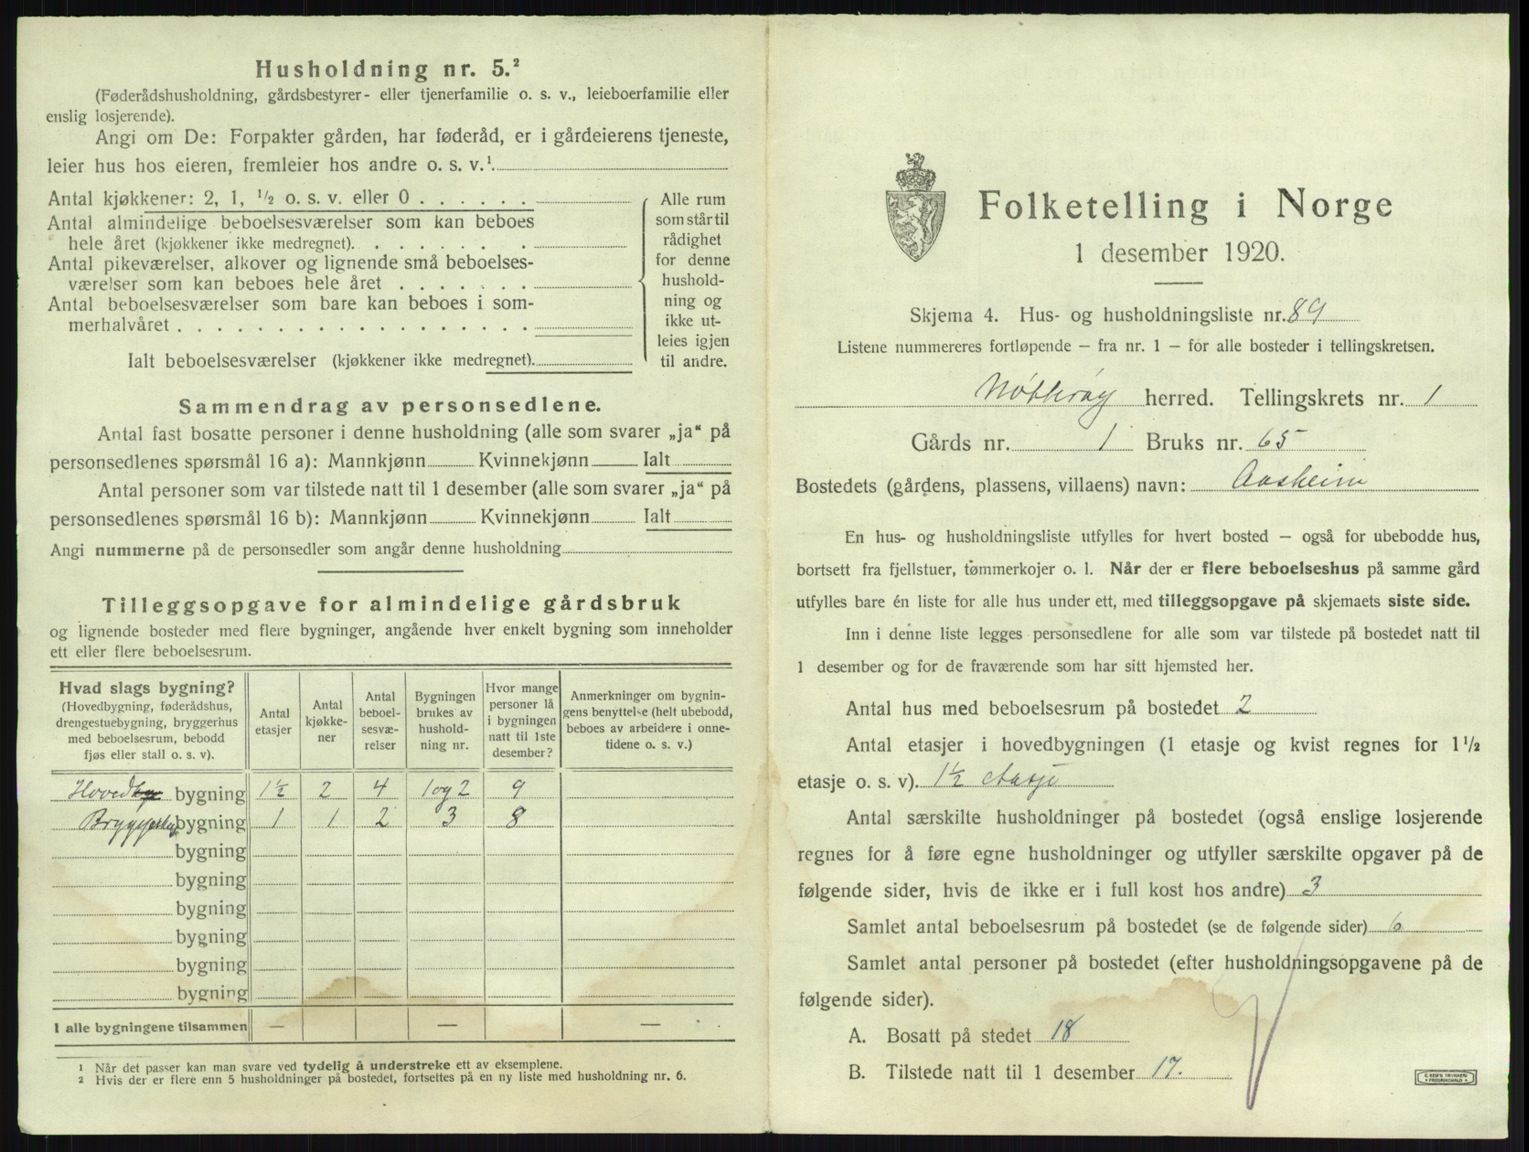 Husholdning nr. 5.²
(Føderådshusholdning, gårdsbestyrer- eller tjenerfamilie o. s. v., leieboerfamilie eller
enslig losjerende).
Angi om De: Forpakter gården, har føderåd, er i gårdeierens tjeneste,
leier hus hos eieren, fremleier hos andre o. s. v.¹
Antal kjøkkener: 2, 1, ½ o. s. v. eller 0
Antal almindelige beboelsesværelser som kan beboes
hele året (kjøkkener ikke medregnet).
Antal pikeværelser, alkover og lignende små beboelses-
værelser som kan beboes hele året
Antal beboelsesværelser som bare kan beboes i som-
merhalvåret
Ialt beboelsesværelser (kjøkkener ikke medregnet).
Alle rum
som står til
rådighet
for denne
hushold-
ning og
ikke ut-
leies igjen
til andre.
Sammendrag av personsedlene.
Antal fast bosatte personer i denne husholdning (alle som svarer „ja“ på
personsedlenes spørsmål 16 a): Mannkjønn Kvinnekjønn Ialt
Antal personer som var tilstede natt til 1 desember (alle som svarer „ja“ på
personsedlenes spørsmål 16 b): Mannkjønn Kvinnekjønn Ialt
Angi nummerne på de personsedler som angår denne husholdning
Tilleggsopgave for almindelige gårdsbruk
og lignende bosteder med flere bygninger, angående hver enkelt bygning som inneholder
ett eller flere beboelsesrum.
Hvad slags bygning?
(Hovedbygning, føderådshus,
drengestuebygning, bryggerhus
med beboelsesrum, bebodd
fjøs eller stall o. s. v).
Antal
etasjer
Antal
kjøkke-
ner
Antal
beboel-
sesvæ-
relser
Bygningen
brukes av
hushold-
ning nr.
Hvor mange
personer lå
i bygningen
natt til 1ste
desember?
Anmerkninger om bygnin-
gens benyttelse (helt ubebodd,
beboes av arbeidere i onne-
tidene o. s. v.)
Hovedby bygning 1½ 2 4 1 og 2 9
bygning 1 1 2 3 8
bygning
bygning
bygning
bygning
bygning
bygning
I alle bygningene tilsammen — — —
¹ Når det passer kan man svare ved tydelig å understreke ett av eksemplene.
² Hvis der er flere enn 5 husholdninger på bostedet, fortsettes på en ny liste med husholdning nr. 6.
Folketelling i Norge
1 desember 1920.
Skjema 4. Hus- og husholdningsliste nr. 89
Listene nummereres fortløpende — fra nr. 1 — for alle bosteder i tellingskretsen.
Nøtterøy herred. Tellingskrets nr. 1
Gårds nr. 1 Bruks nr. 65
Bostedets (gårdens, plassens, villaens) navn: Aasheim
En hus- og husholdningsliste utfylles for hvert bosted — også for ubebodde hus,
bortsett fra fjellstuer, tømmerkojer o. l. Når der er flere beboelseshus på samme gård
utfylles bare én liste for alle hus under ett, med tilleggsopgave på skjemaets siste side.
Inn i denne liste legges personsedlene for alle som var tilstede på bostedet natt til
1 desember og for de fraværende som har sitt hjemsted her.
Antal hus med beboelsesrum på bostedet 2
Antal etasjer i hovedbygningen (1 etasje og kvist regnes for 1½
etasje o. s. v). 1½ etasje
Antal særskilte husholdninger på bostedet (også enslige losjerende
regnes for å føre egne husholdninger og utfyller særskilte opgaver på de
følgende sider, hvis de ikke er i full kost hos andre) 3
Samlet antal beboelsesrum på bostedet (se de følgende sider) 6
Samlet antal personer på bostedet (efter husholdningsopgavene på de
følgende sider).
A. Bosatt på stedet 18
B. Tilstede natt til 1 desember 17.